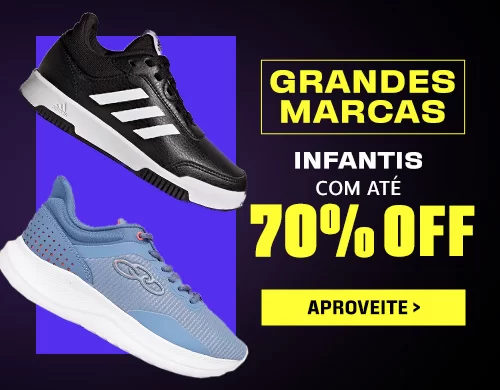 GRANDES
MARCAS
INFANTIS
COM ATÉ
70% OFF
APROVEITE >